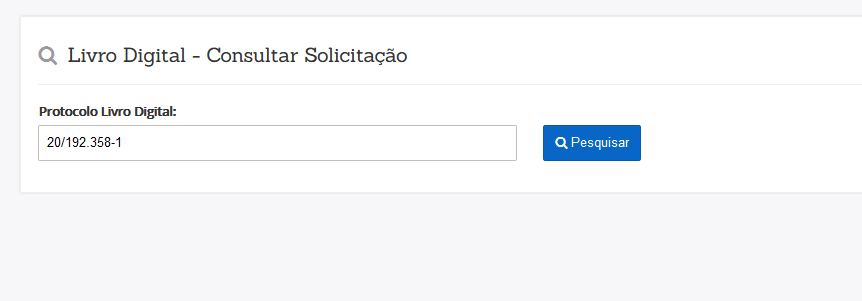 Livro Digital - Consultar Solicitação
Protocolo Livro Digital:
20/192.358-1
Pesquisar